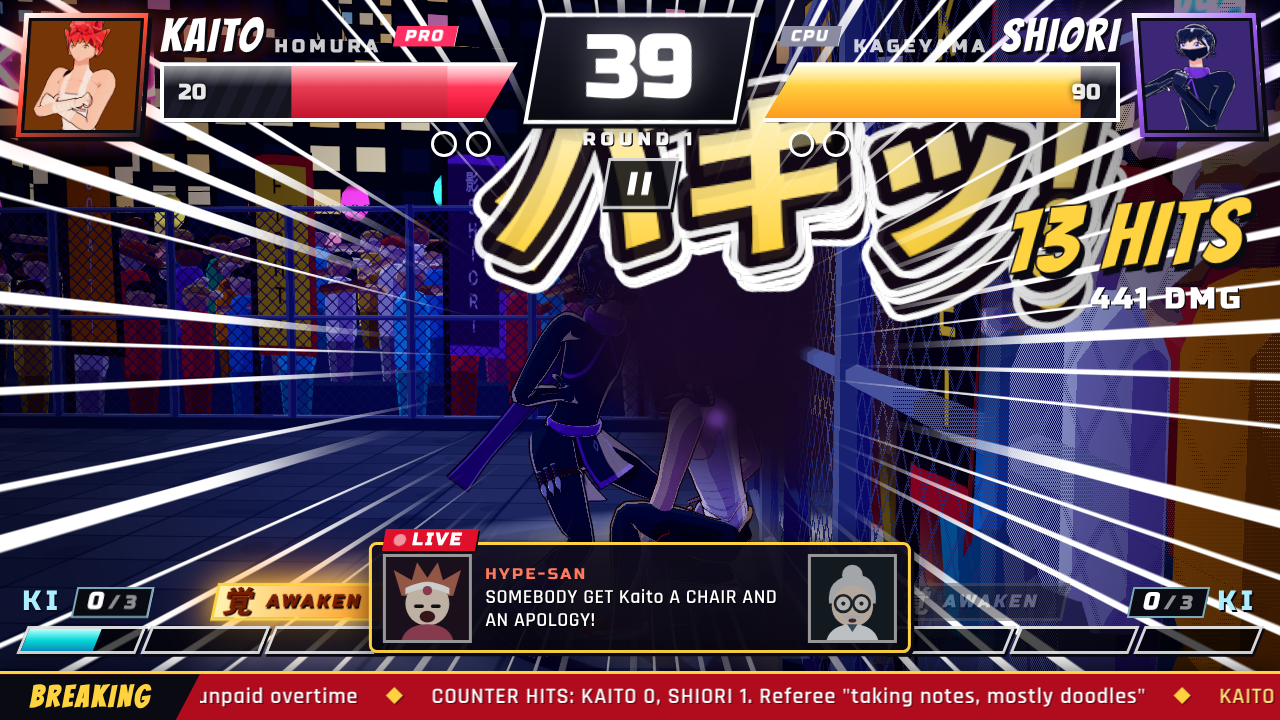 KAITO HOMURA PRO
20
39
ROUND 1
CPU KAGEYAMA SHIORI
90
バキッ!
13 HITS
441 DMG
LIVE
HYPE-SAN
SOMEBODY GET Kaito A CHAIR AND
AN APOLOGY!
KI 0/3
覚 AWAKEN
覚 AWAKEN
0/3 KI
BREAKING
unpaid overtime ◆ COUNTER HITS: KAITO 0, SHIORI 1. Referee "taking notes, mostly doodles" ◆ KAITO